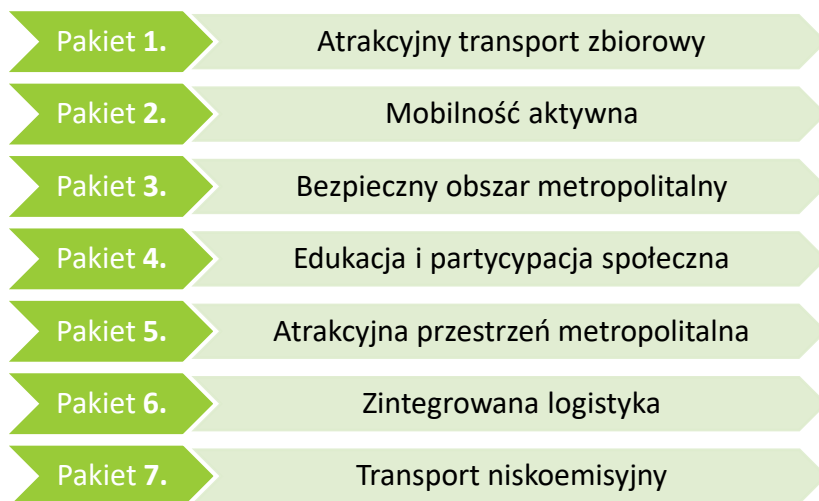 Pakiet 1. Atrakcyjny transport zbiorowy
Pakiet 2. Mobilność aktywna
Pakiet 3. Bezpieczny obszar metropolitalny
Pakiet 4. Edukacja i partycypacja społeczna
Pakiet 5. Atrakcyjna przestrzeń metropolitalna
Pakiet 6. Zintegrowana logistyka
Pakiet 7. Transport niskoemisyjny